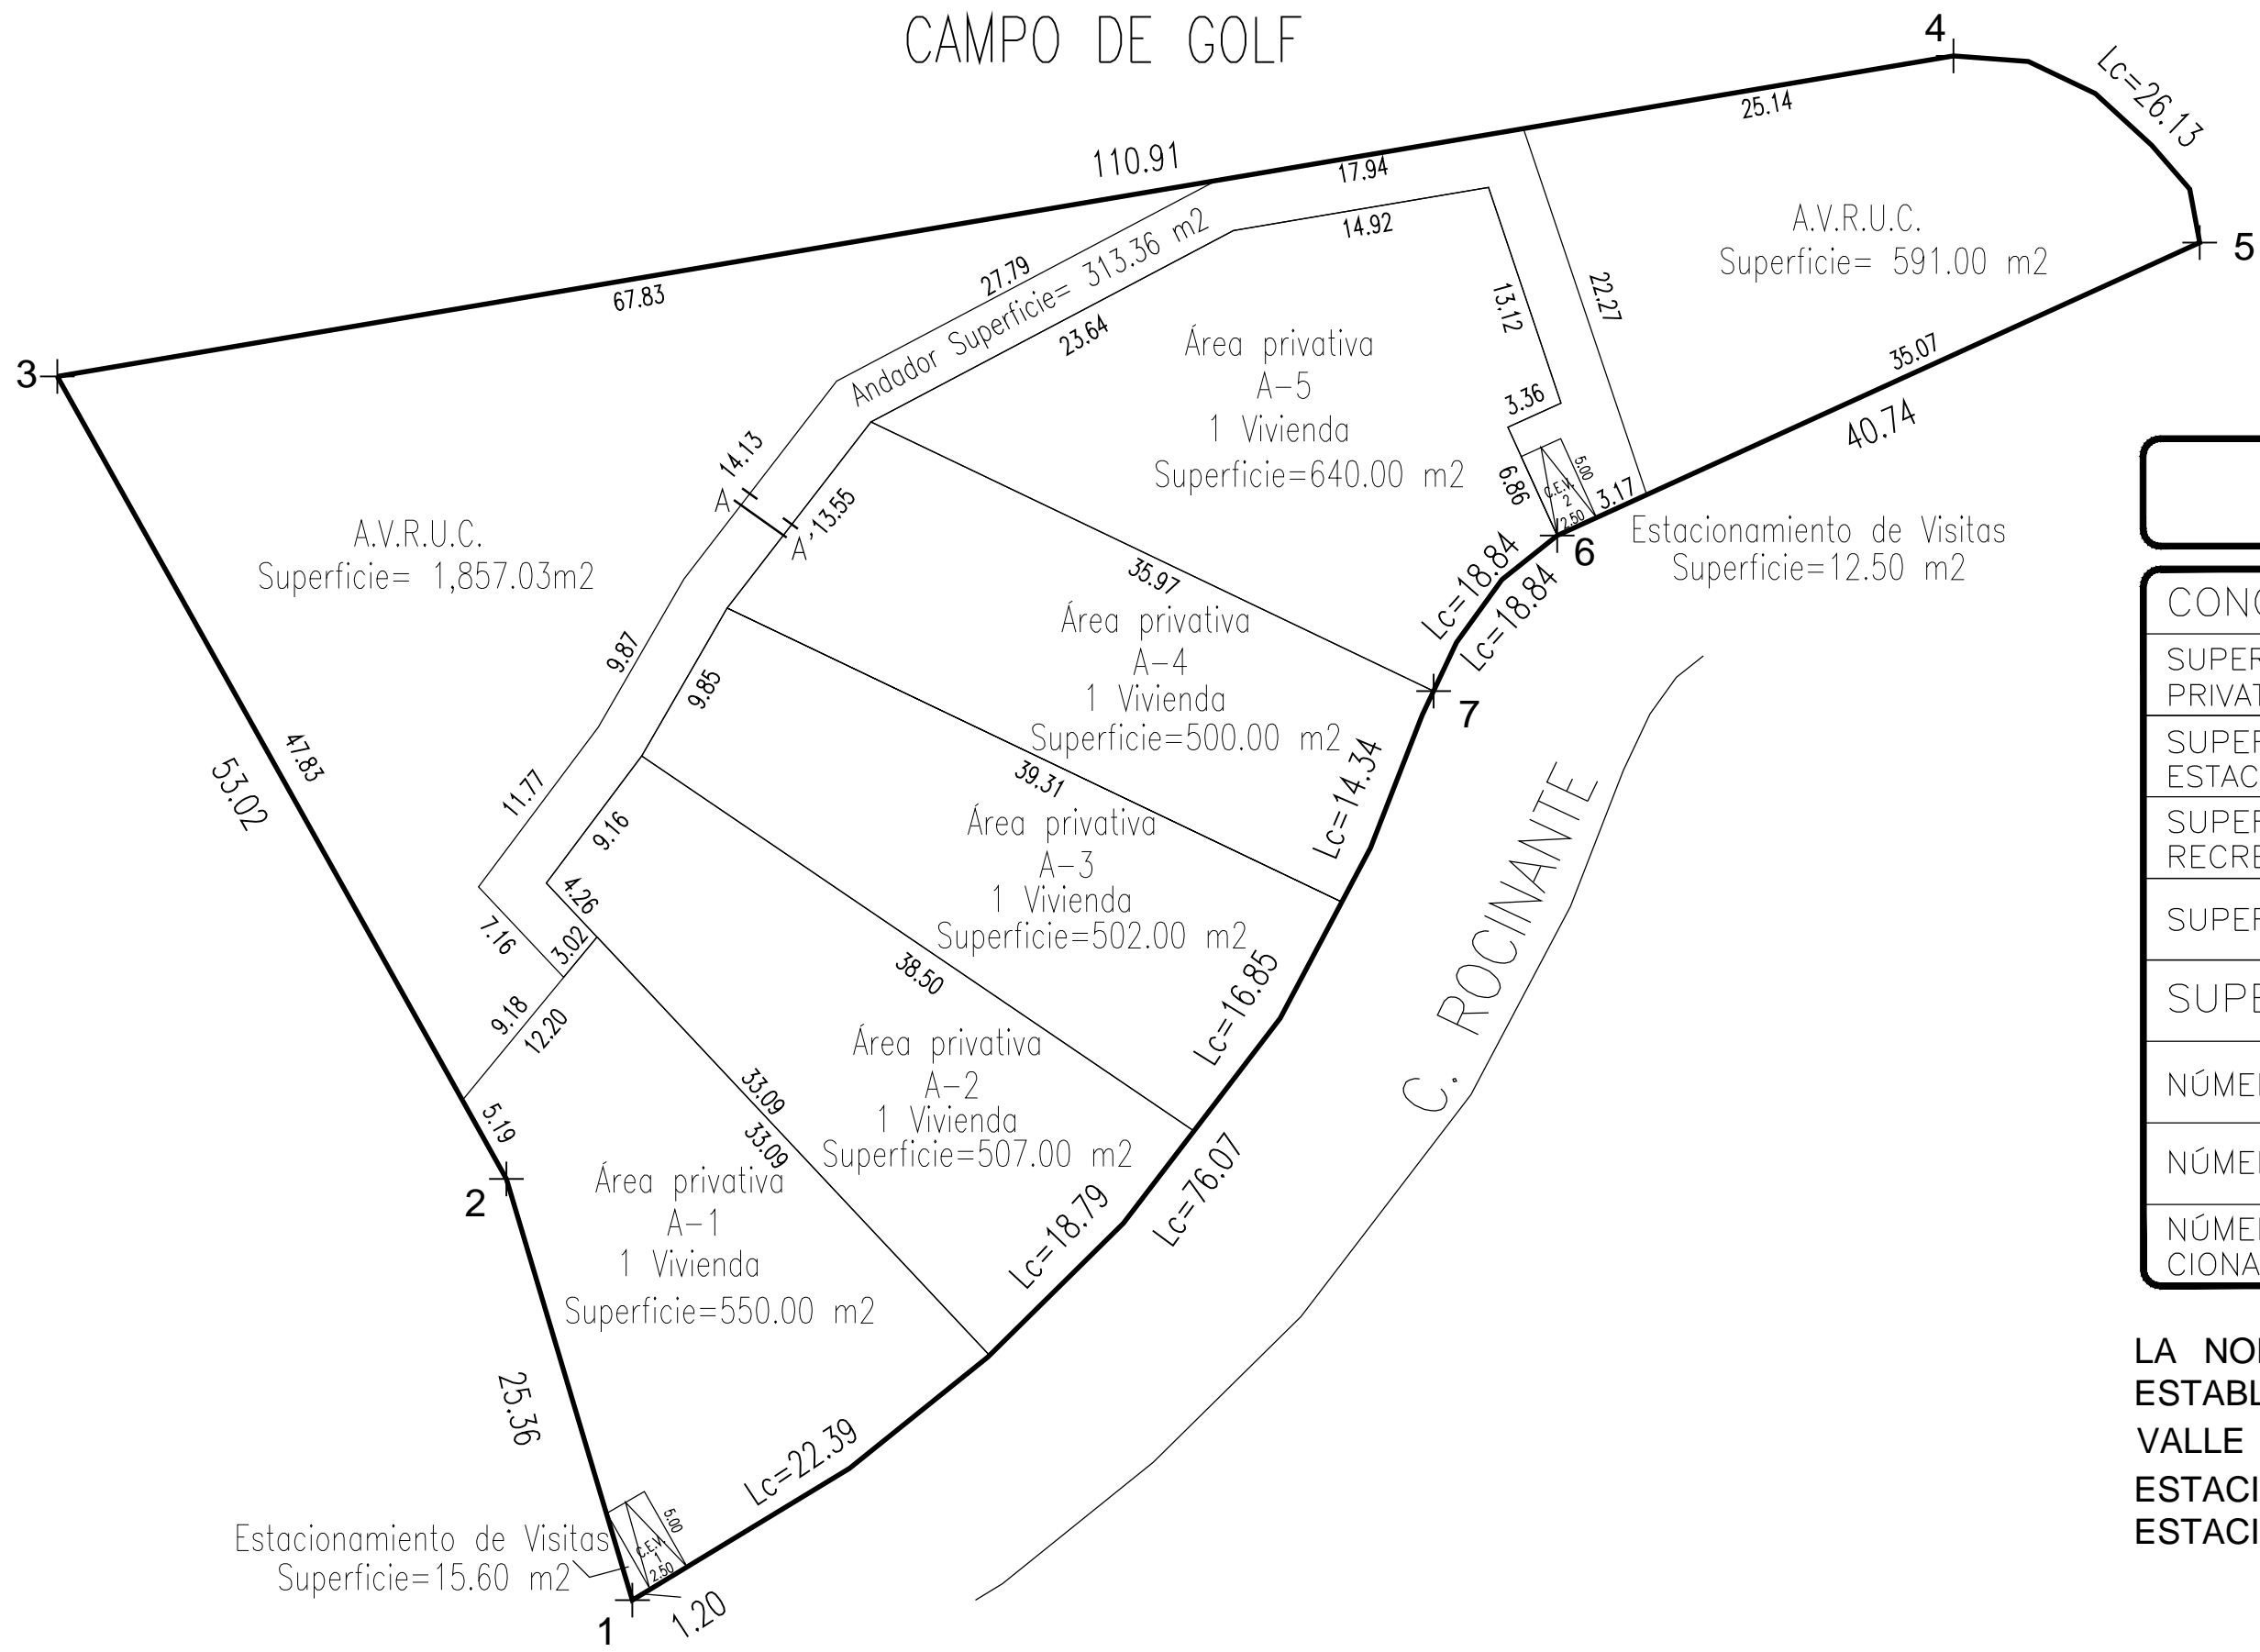 CAMPO DE GOLF
4
Lc=26.13
25.14
110.91
17.94
14.92
A.V.R.U.C.
Superficie= 591.00 m2
5
27.79
Andador Superficie= 313.36 m2
67.83
23.64
13.12
22.27
35.07
40.74
3
Área privativa
A-5
1 Vivienda
Superficie=640.00 m2
3.36
6.86
5.00
C.E.V.
2
2.50
3.17
6
Estacionamiento de Visitas
Superficie=12.50 m2
14.13
A
A'
13.55
A.V.R.U.C.
Superficie= 1,857.03m2
35.97
Lc=18.84
Lc=18.84
Área privativa
A-4
1 Vivienda
Superficie=500.00 m2
7
9.87
9.85
47.83
53.02
39.31
Lc=14.34
11.77
9.16
Área privativa
A-3
1 Vivienda
Superficie=502.00 m2
C. ROCINANTE
4.26
7.16
3.02
38.50
Lc=16.85
9.18
12.20
Área privativa
A-2
1 Vivienda
Superficie=507.00 m2
33.09
33.09
5.19
2
Lc=76.07
Lc=18.79
Área privativa
A-1
1 Vivienda
Superficie=550.00 m2
25.36
Lc=22.39
Estacionamiento de Visitas
Superficie=15.60 m2
5.00
C.E.V.
1
2.50
1
1.20
CONC
SUPER
PRIVAT
SUPER
ESTAC
SUPER
RECRE
SUPER
SUPE
NÚMER
NÚMER
NÚMER
CIONA
LA NOR
ESTABL
VALLE
ESTACI
ESTACI